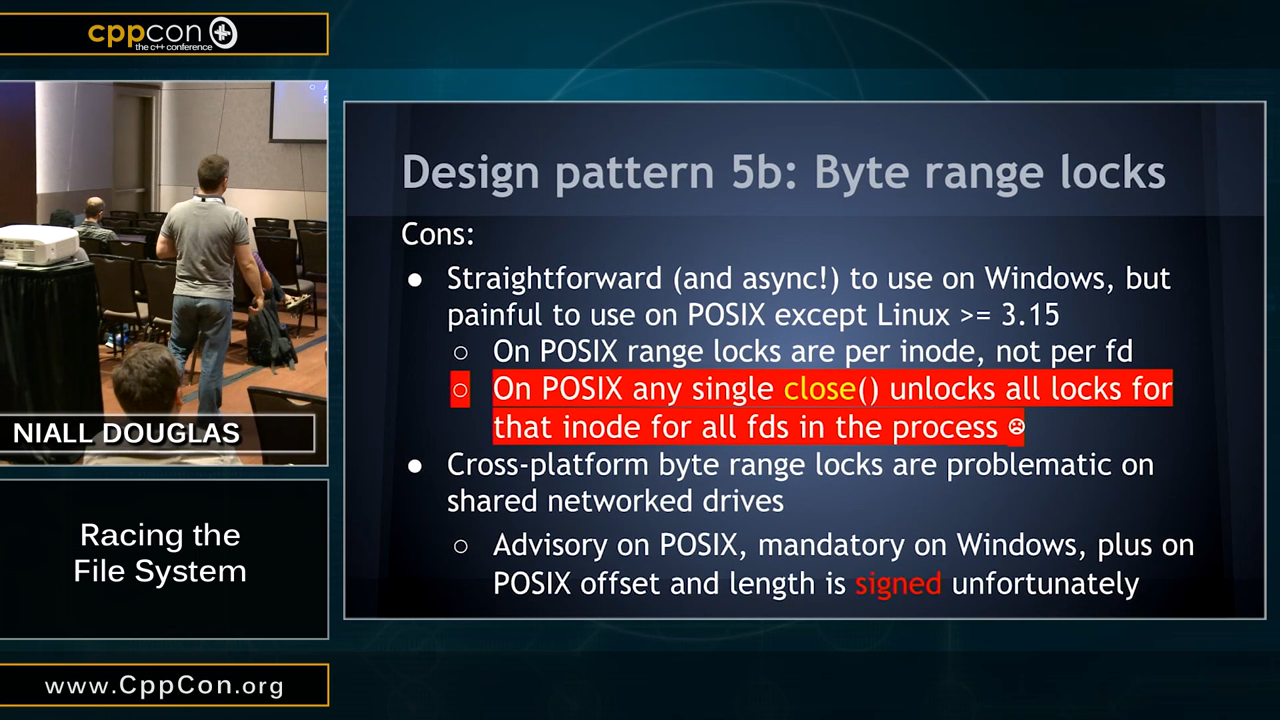 cppcon
the c++ conference
NIALL DOUGLAS
Racing the
File System
www.CppCon.org
Design pattern 5b: Byte range locks
Cons:
● Straightforward (and async!) to use on Windows, but
painful to use on POSIX except Linux >= 3.15
○ On POSIX range locks are per inode, not per fd
○ On POSIX any single close() unlocks all locks for
that inode for all fds in the process ☹
● Cross-platform byte range locks are problematic on
shared networked drives
○ Advisory on POSIX, mandatory on Windows, plus on
POSIX offset and length is signed unfortunately